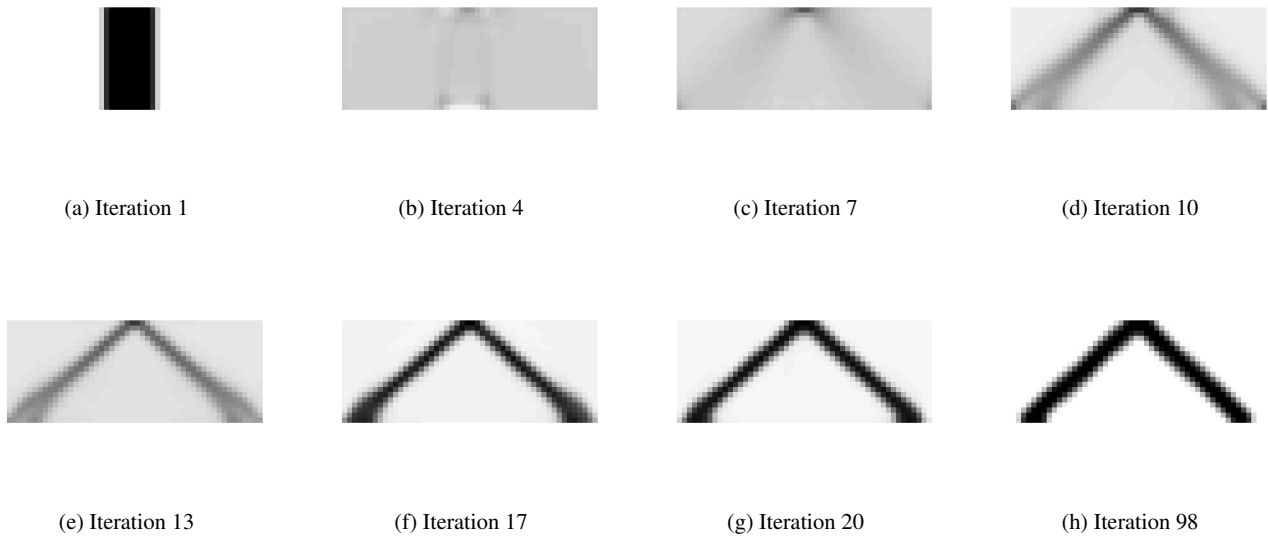 (a) Iteration 1
(b) Iteration 4
(c) Iteration 7
(d) Iteration 10
(e) Iteration 13
(f) Iteration 17
(g) Iteration 20
(h) Iteration 98